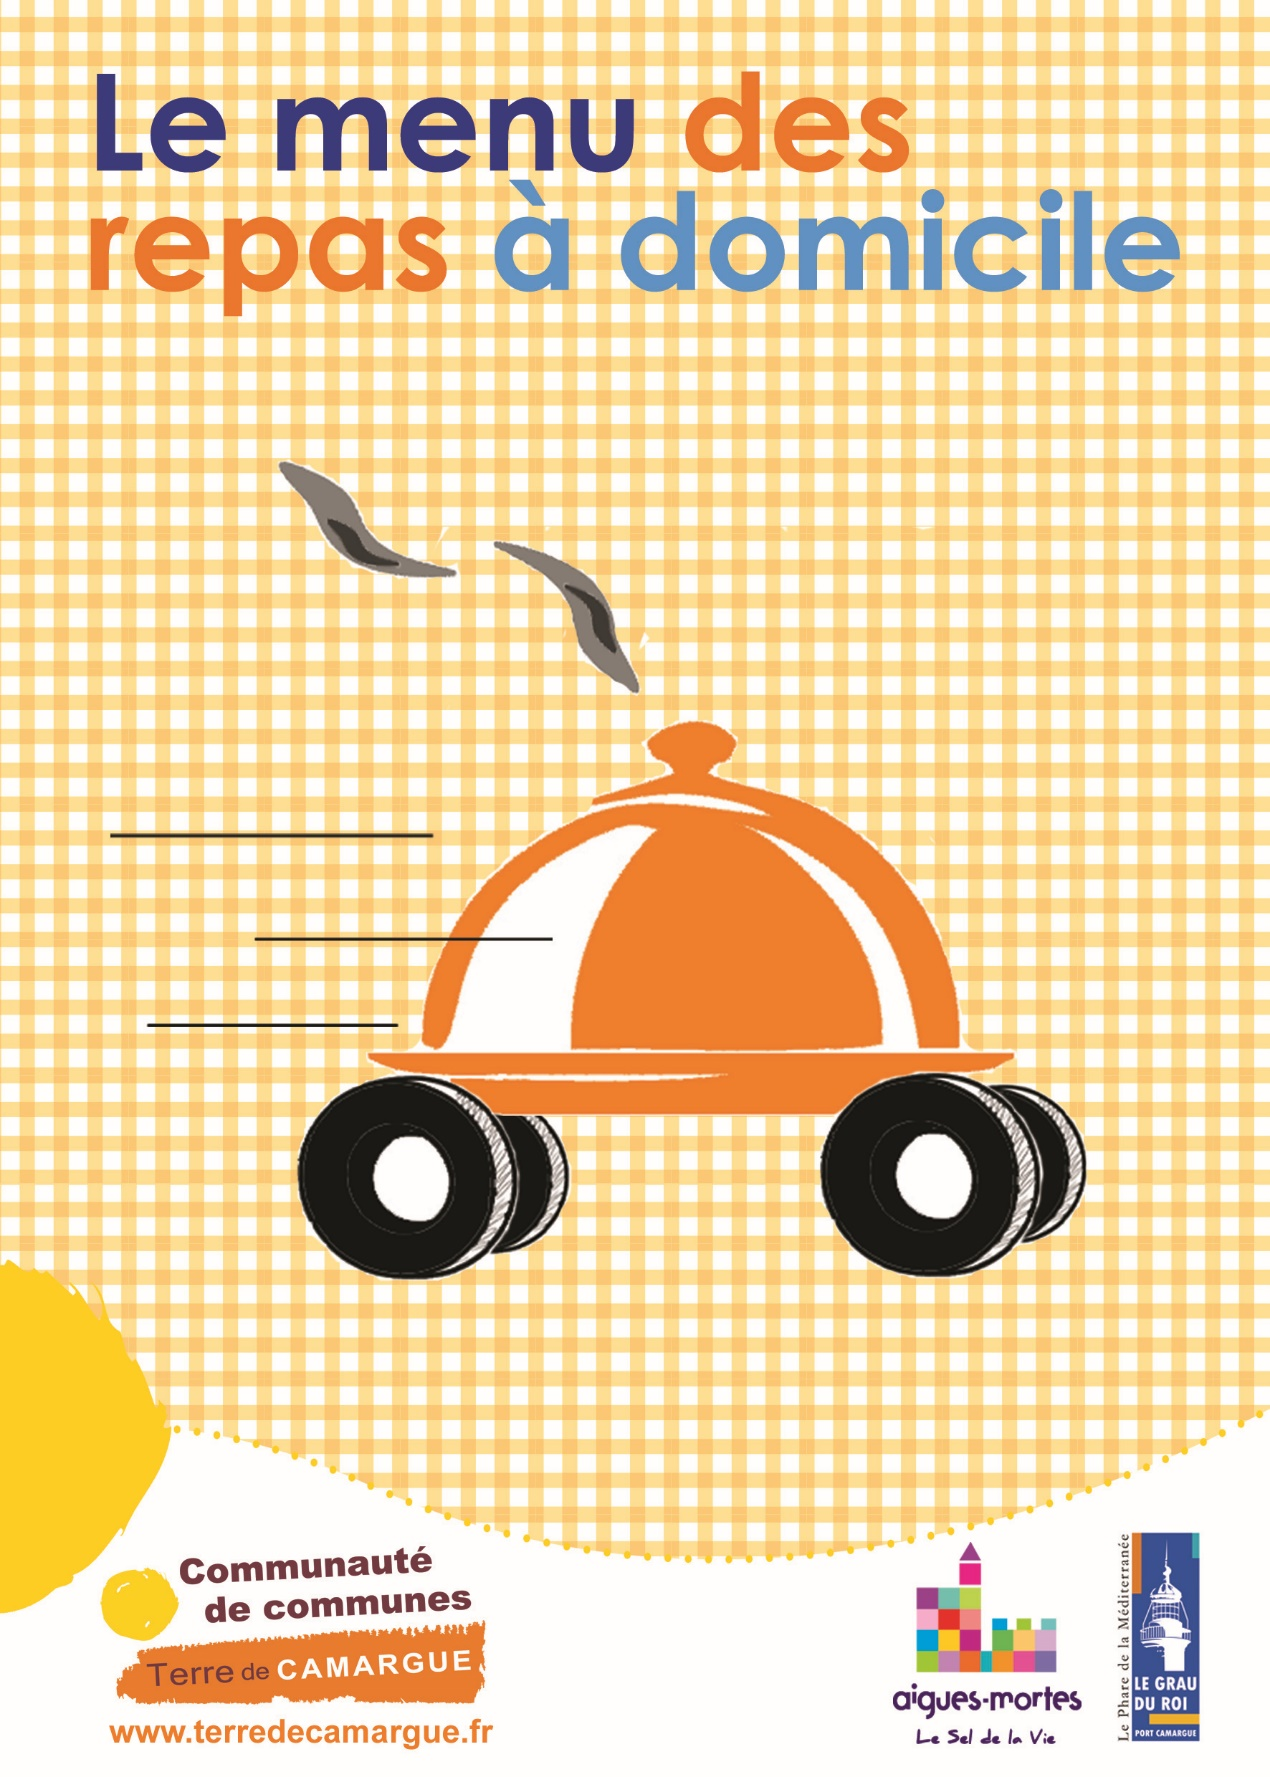 Le menu des
repas à domicile
Communauté
de communes
Terre de CAMARGUE
www.terredecamargue.fr
aigues-mortes
Le Sel de la Vie
Le Phare de la Méditerranée
LE GRAU
DU ROI
PORT CAMARGUE